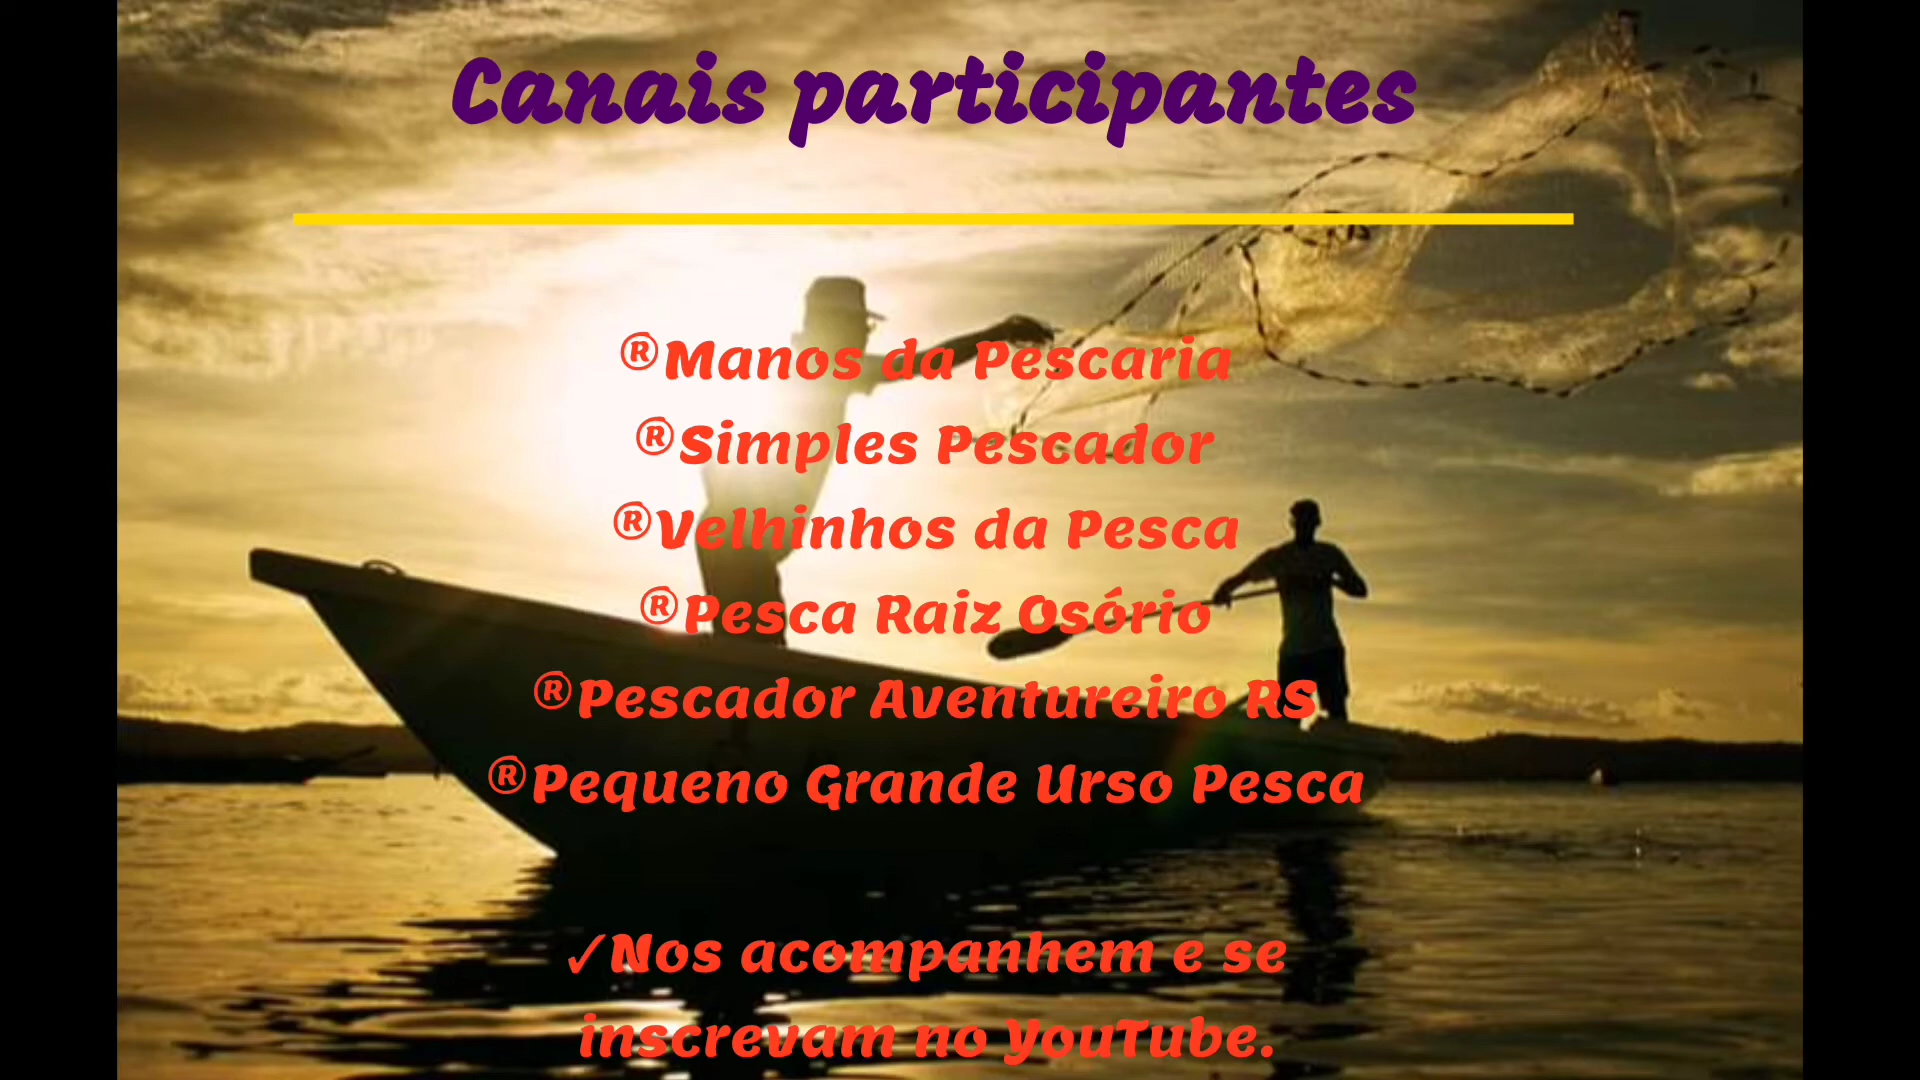 Canais participantes
®Manos da Pescaria
®Simples Pescador
®Velhinhos da Pesca
®Pesca Raiz Osório
®Pescador Aventureiro RS
®Pequeno Grande Urso Pesca
✓Nos acompanhem e se
inscrevam no YouTube.